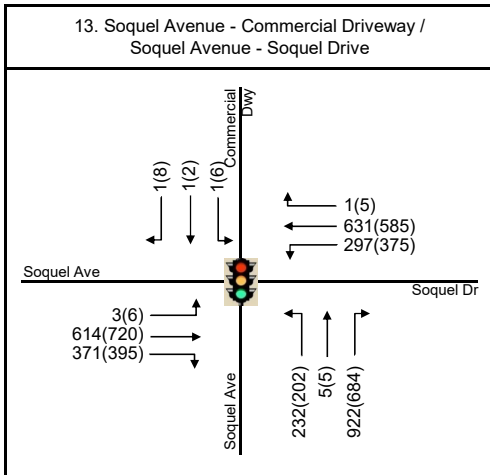 13. Soquel Avenue - Commercial Driveway /
Soquel Avenue - Soquel Drive
Commercial
Dwy
1(8)
1(2)
1(6)
1(5)
631(585)
297(375)
Soquel Ave
Soquel Dr
3(6)
614(720)
371(395)
Soquel Ave
232(202)
5(5)
922(684)